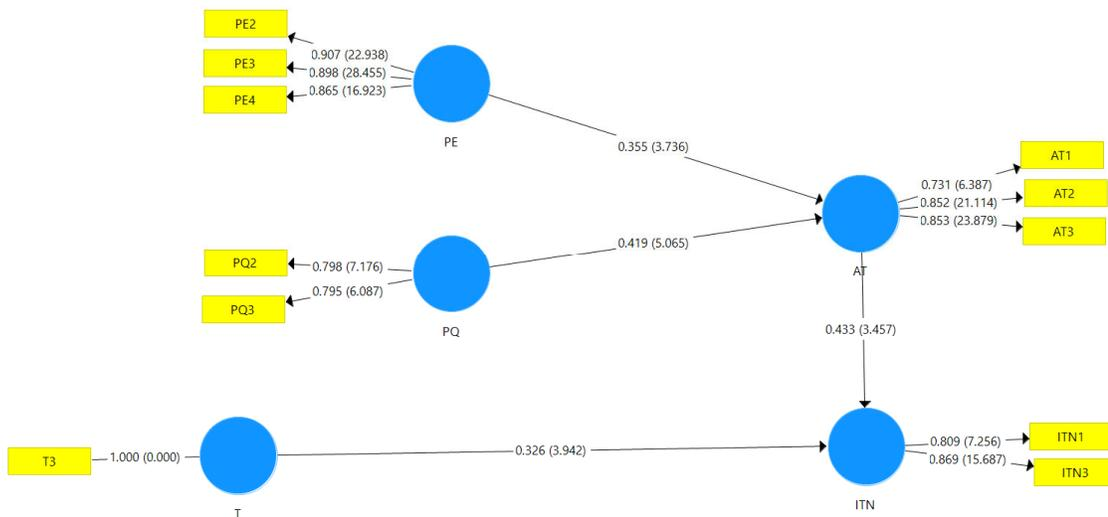 PE2
PE3
PE4
0.907 (22.938)
0.898 (28.455)
0.865 (16.923)
PE
0.355 (3.736)
AT1
AT2
AT3
0.731 (6.387)
0.852 (21.114)
0.853 (23.879)
AT
PQ2
PQ3
0.798 (7.176)
0.795 (6.087)
PQ
0.419 (5.065)
0.433 (3.457)
T3
1.000 (0.000)
T
0.326 (3.942)
ITN1
ITN3
0.809 (7.256)
0.869 (15.687)
ITN